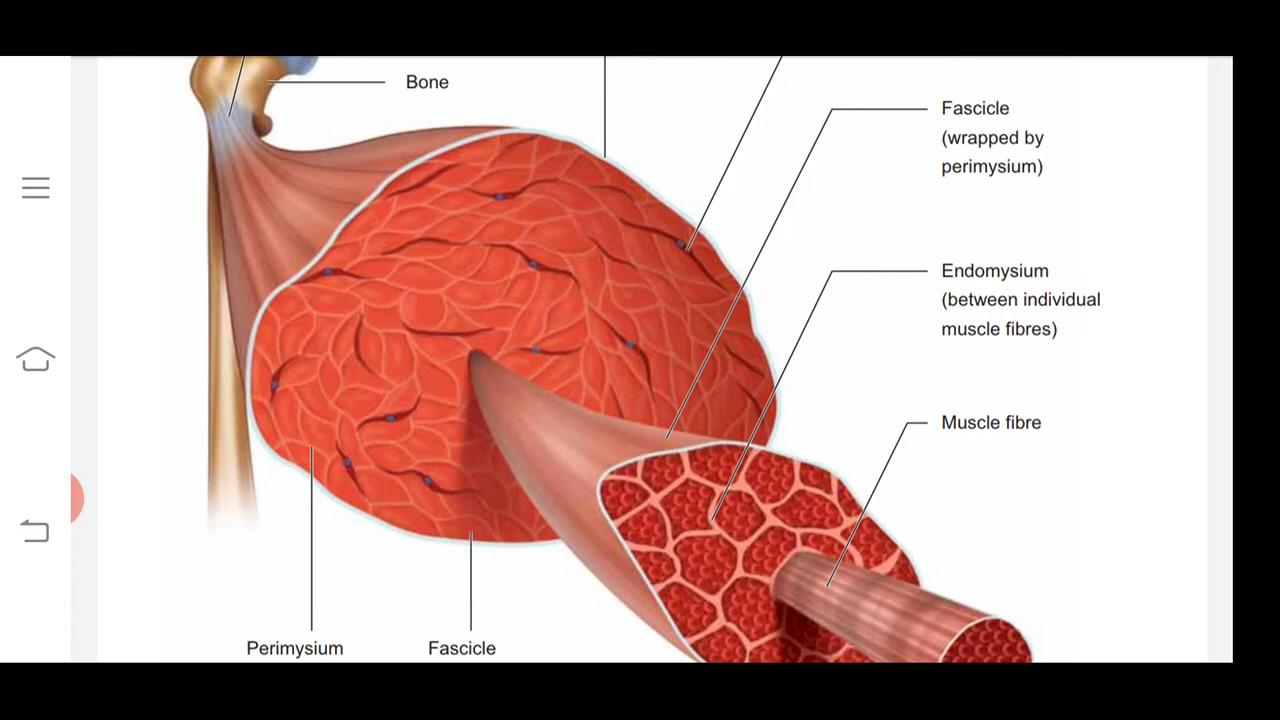 Bone
Fascicle
(wrapped by
perimysium)
Endomysium
(between individual
muscle fibres)
Muscle fibre
Perimysium
Fascicle